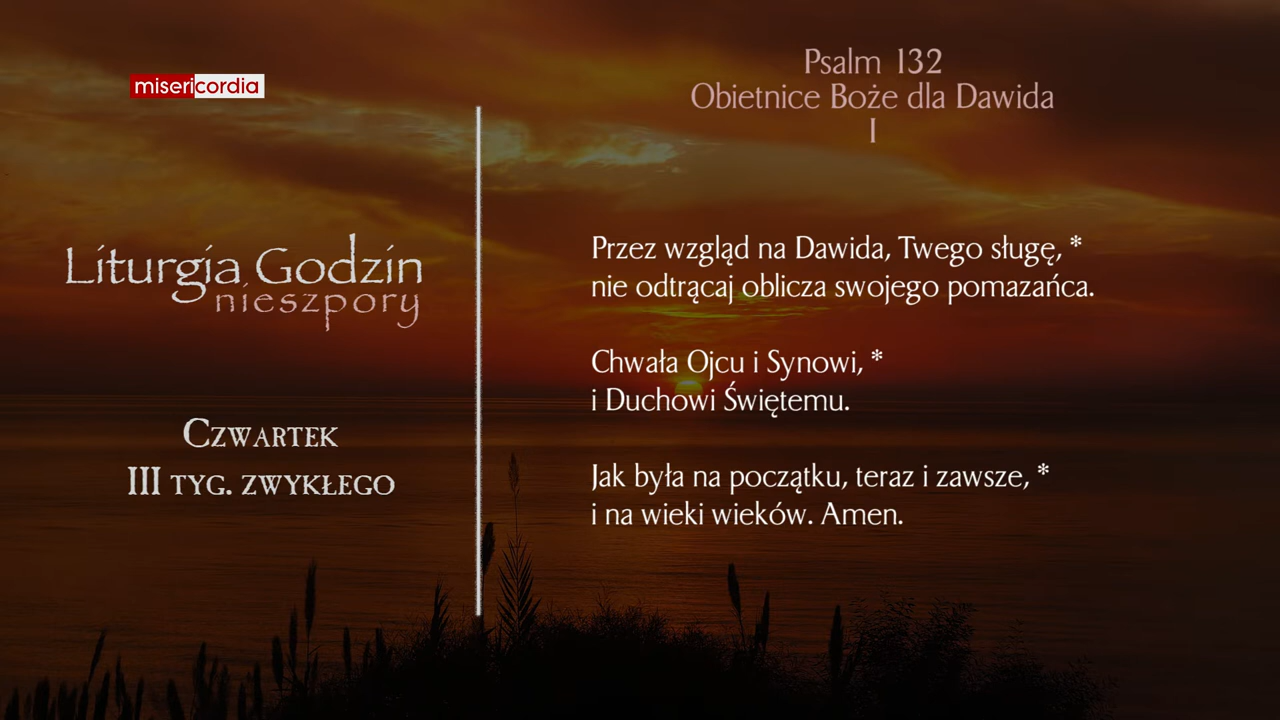 misericordia
Liturgia Godzin
nieszpory
Czwartek
III tyg. zwykłego
Psalm 132
Obietnice Boże dla Dawida
I
Przez wzgląd na Dawida, Twego sługę, *
nie odtrącaj oblicza swojego pomazańca.
Chwała Ojcu i Synowi, *
i Duchowi Świętemu.
Jak była na początku, teraz i zawsze, *
i na wieki wieków. Amen.